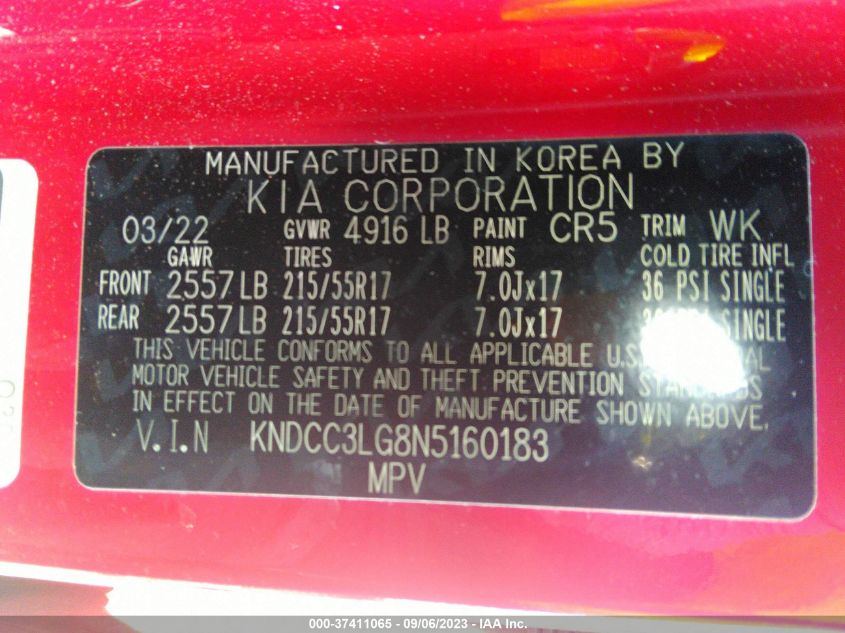 MANUFACTURED IN KOREA BY
KIA CORPORATION
03/22 GVWR 4916 LB PAINT CR5 TRIM WK
GAWR TIRES RIMS COLD TIRE INFL
FRONT 2557 LB 215/55R17 7.0Jx17 36 PSI SINGLE
REAR 2557 LB 215/55R17 7.0Jx17 SINGLE
THIS VEHICLE CONFORMS TO ALL APPLICABLE U.S.
MOTOR VEHICLE SAFETY AND THEFT PREVENTION
IN EFFECT ON THE DATE OF MANUFACTURE SHOWN ABOVE.
V.I.N KNDCC3LG8N5160183
MPV
000-37411065 - 09/06/2023 - IAA Inc.